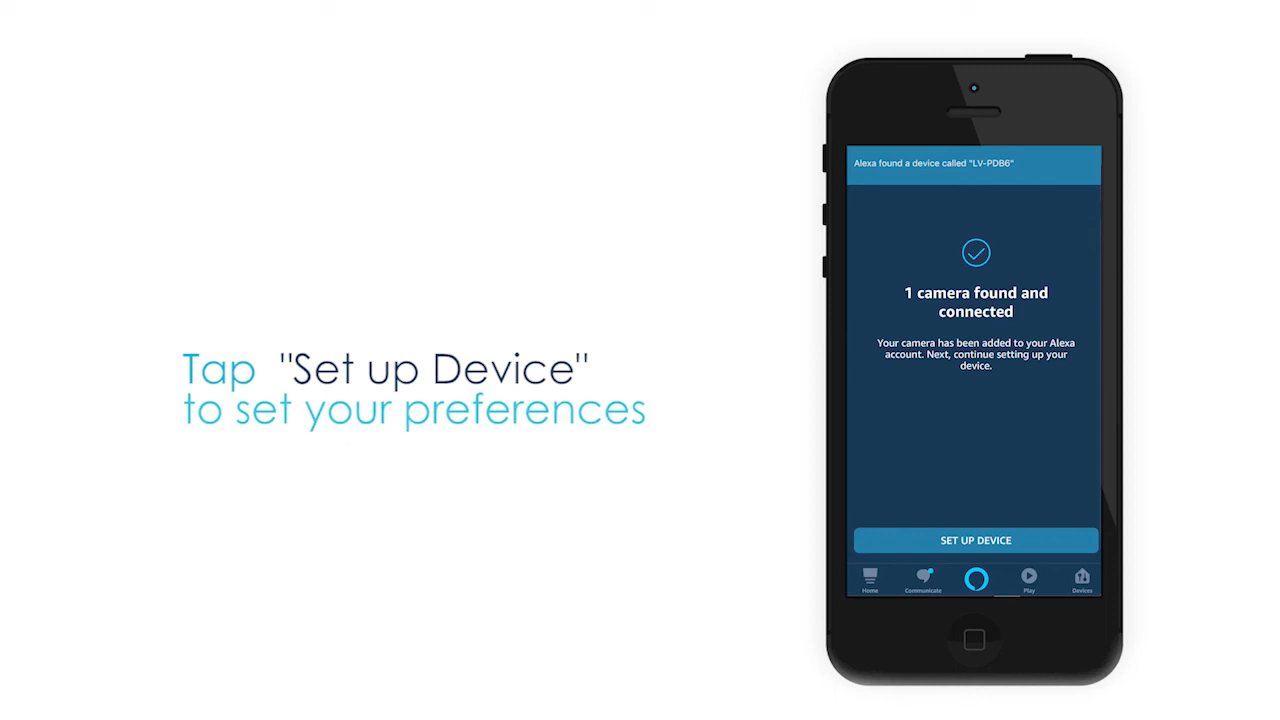 Tap "Set up Device"
to set your preferences
Alexa found a device called "LV-PDB6"
1 camera found and
connected
Your camera has been added to your Alexa
account. Next, continue setting up your
device.
SET UP DEVICE
Home Communicate Play Devices